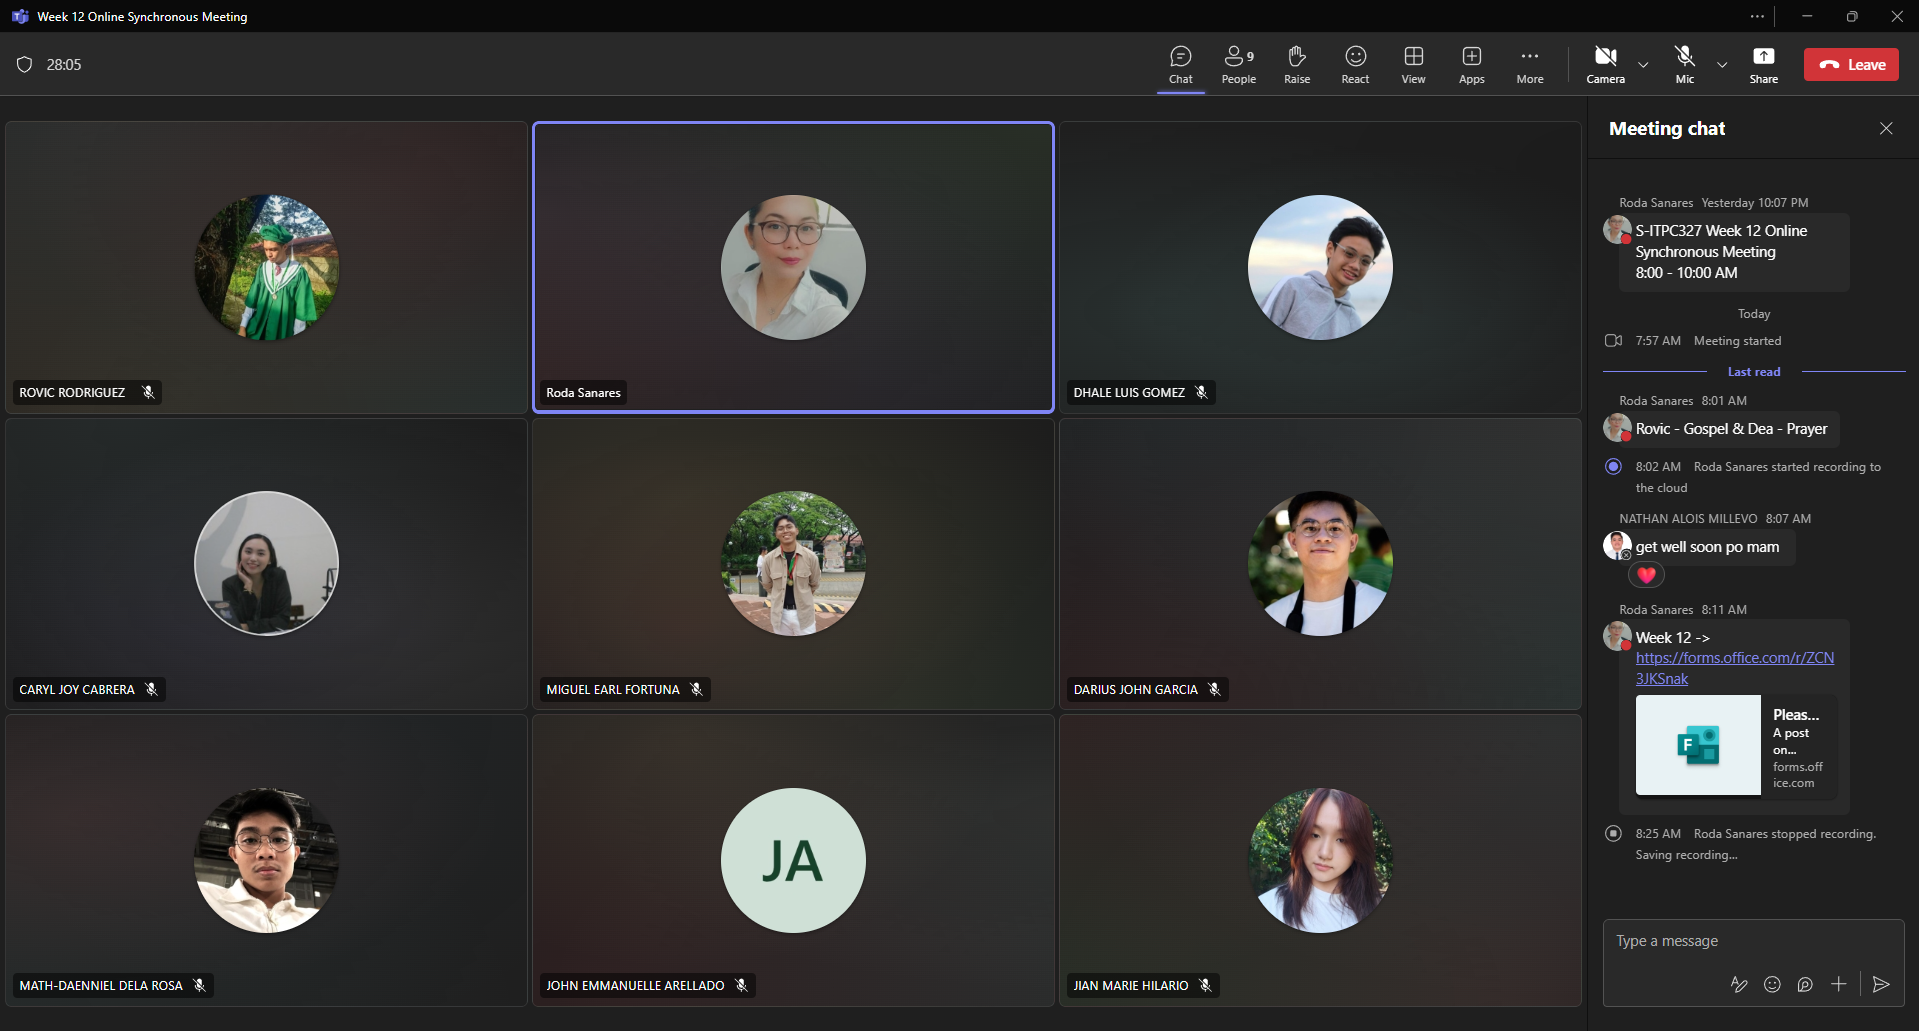 Week 12 Online Synchronous Meeting
28:05
Chat
9
People
Raise
React
View
Apps
More
Camera
Mic
Share
Leave
ROVIC RODRIGUEZ
Roda Sanares
DHALE LUIS GOMEZ
CARYL JOY CABRERA
MIGUEL EARL FORTUNA
DARIUS JOHN GARCIA
MATH-DAENNIEL DELA ROSA
JA
JOHN EMMANUELLE ARELLADO
JIAN MARIE HILARIO
Meeting chat
Roda Sanares Yesterday 10:07 PM
S-ITPC327 Week 12 Online
Synchronous Meeting
8:00 - 10:00 AM
Today
7:57 AM Meeting started
Last read
Roda Sanares 8:01 AM
Rovic - Gospel & Dea - Prayer
8:02 AM Roda Sanares started recording to
the cloud
NATHAN ALOIS MILLEVO 8:07 AM
get well soon po mam
Roda Sanares 8:11 AM
Week 12 ->
https://forms.office.com/r/ZCN
3JKSnak
F
Pleas...
A post
on...
forms.off
ice.com
8:25 AM Roda Sanares stopped recording.
Saving recording...
Type a message